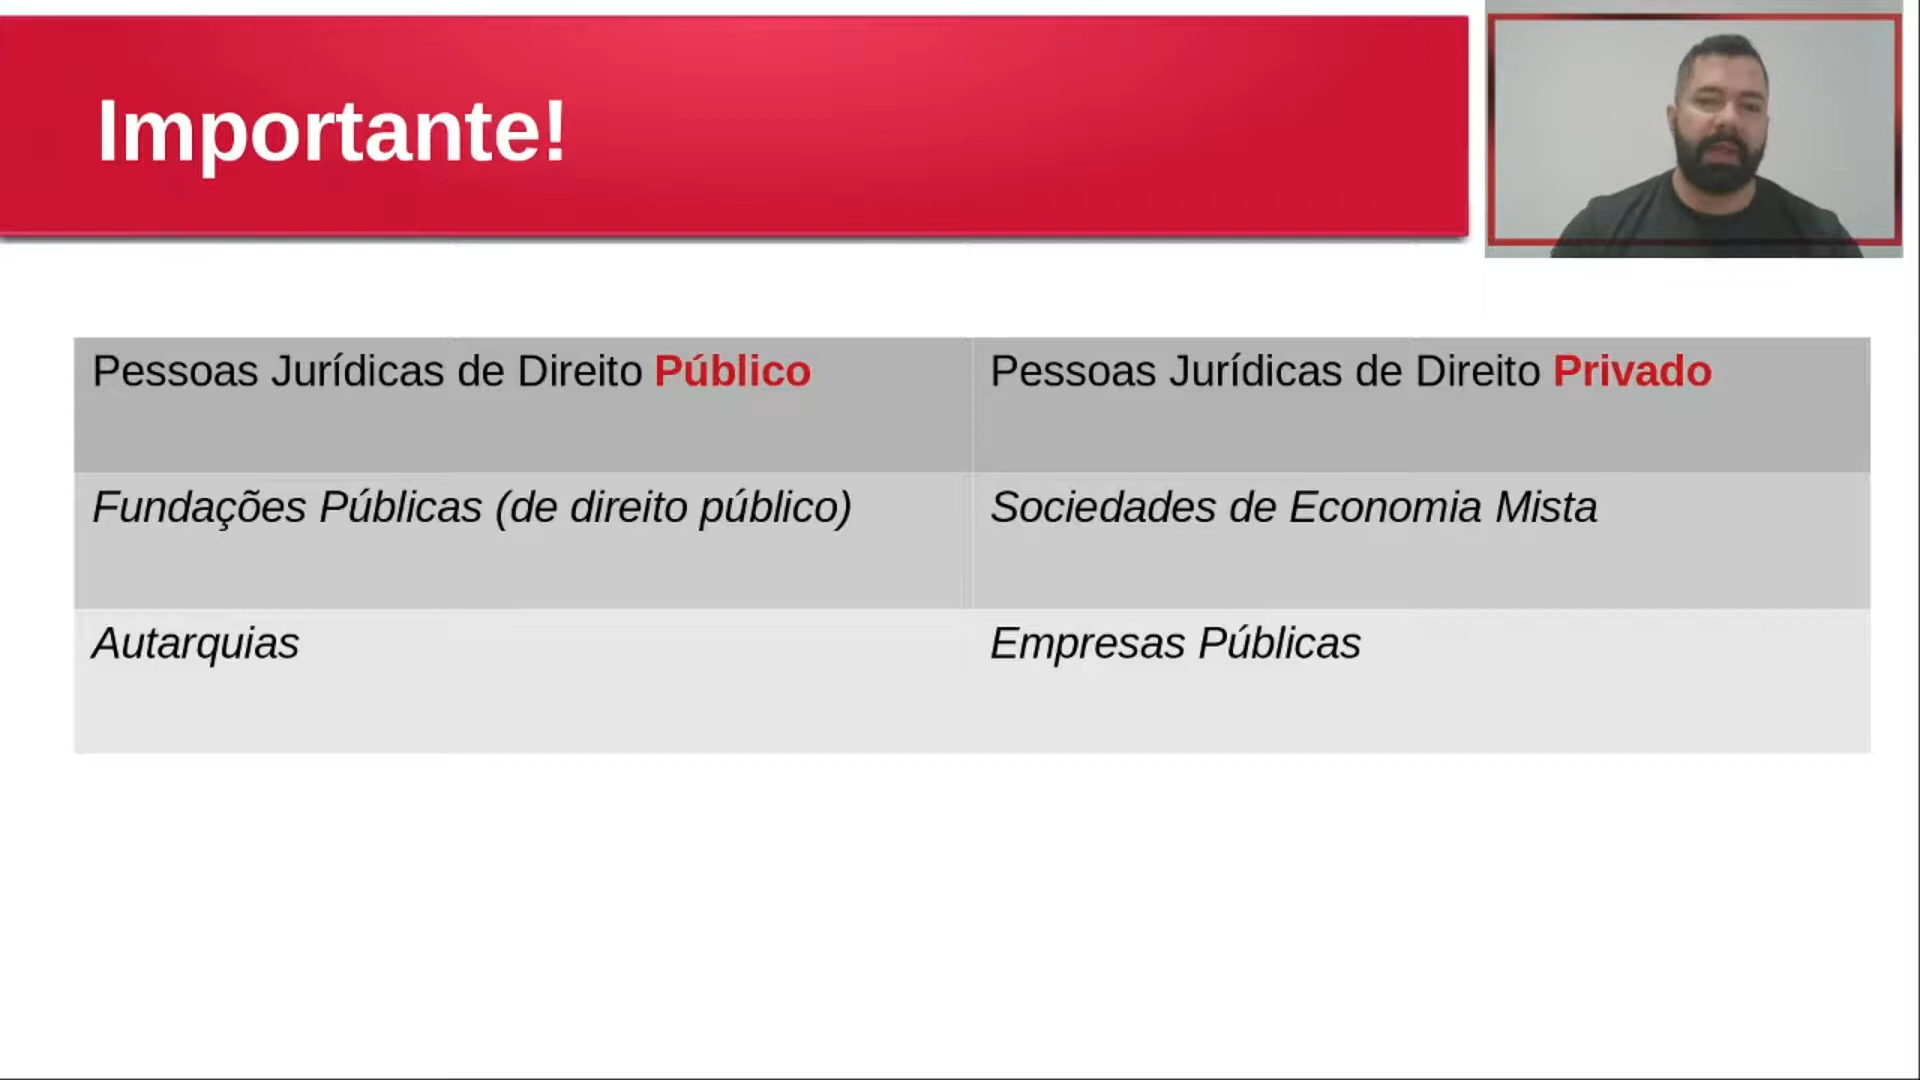 Importante!
Pessoas Jurídicas de Direito Público
Pessoas Jurídicas de Direito Privado
Fundações Públicas (de direito público)
Sociedades de Economia Mista
Autarquias
Empresas Públicas